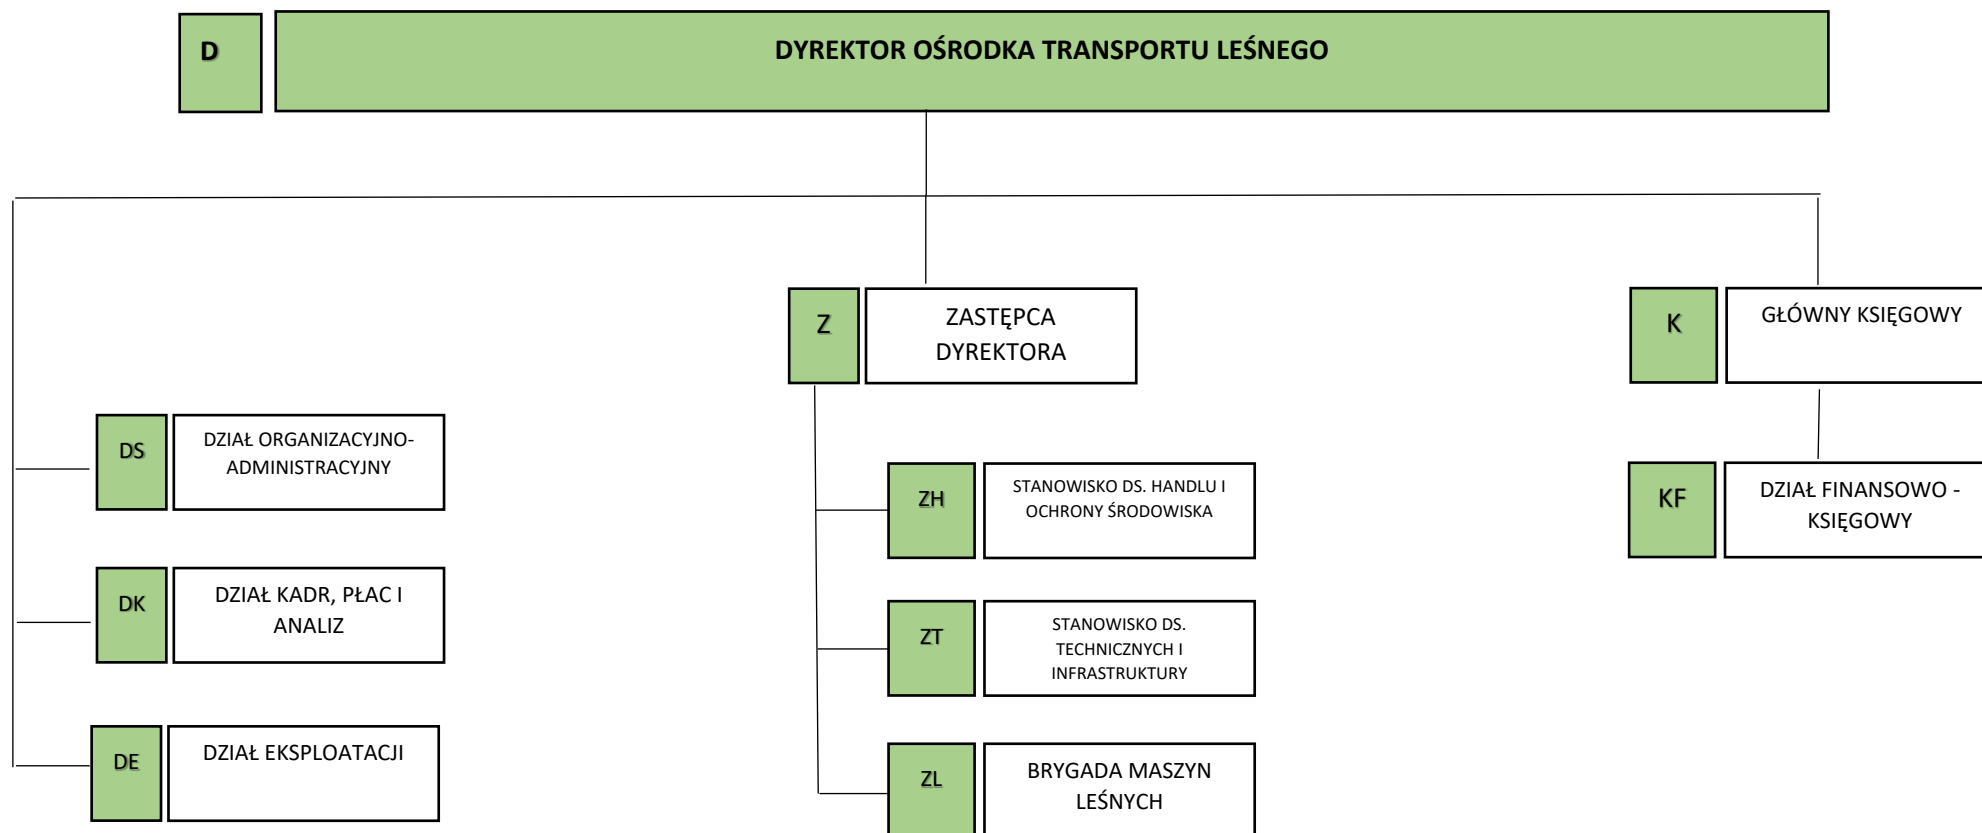 D
DYREKTOR OŚRODKA TRANSPORTU LEŚNEGO
Z
ZASTĘPCA
DYREKTORA
K
GŁÓWNY KSIĘGOWY
DS
DZIAŁ ORGANIZACYJNO-
ADMINISTRACYJNY
ZH
STANOWISKO DS. HANDLU I
OCHRONY ŚRODOWISKA
KF
DZIAŁ FINANSOWO -
KSIĘGOWY
DK
DZIAŁ KADR, PŁAC I
ANALIZ
ZT
STANOWISKO DS.
TECHNICZNYCH I
INFRASTRUKTURY
DE
DZIAŁ EKSPLOATACJI
ZL
BRYGADA MASZYN
LEŚNYCH